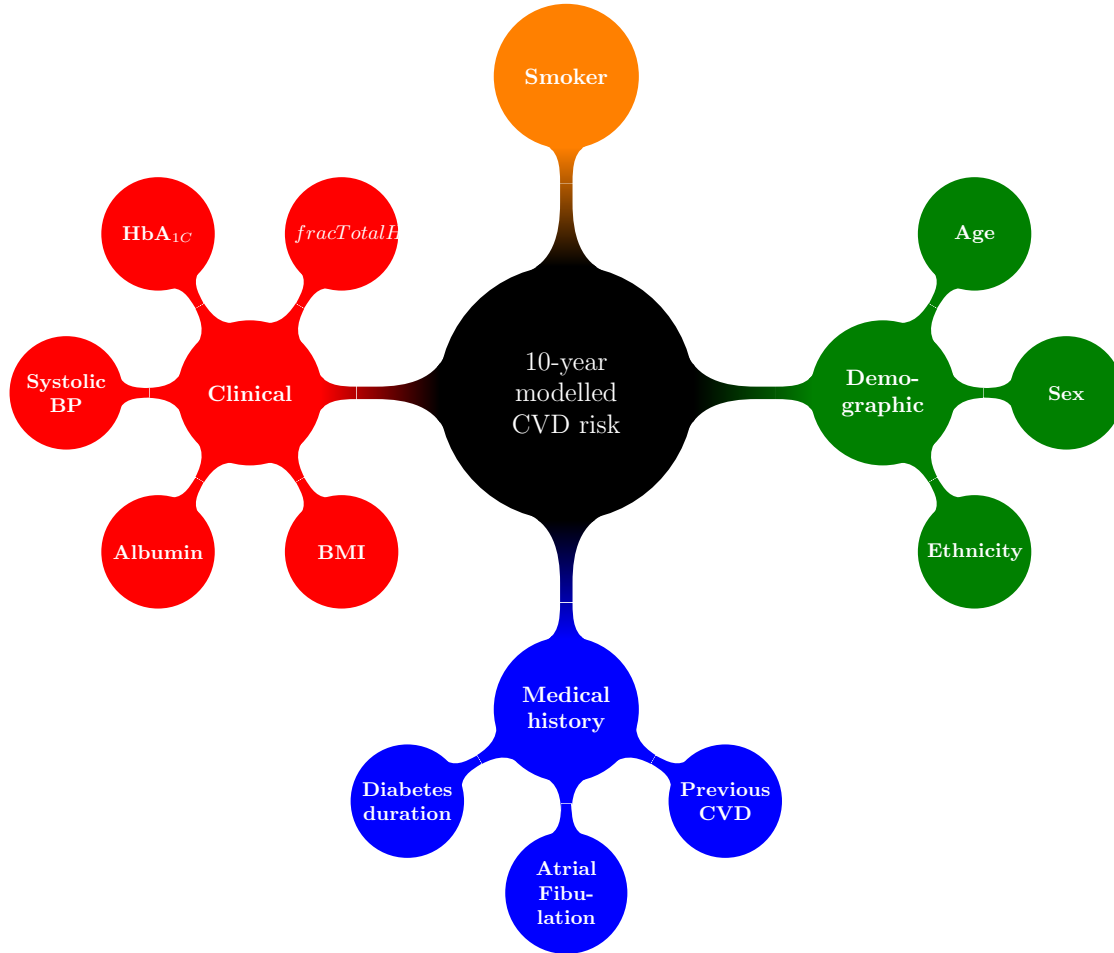 Smoker
HbA1C
fracTotalH
Age
Systolic
BP
Clinical
10-year
modelled
CVD risk
Demo-
graphic
Sex
Albumin
BMI
Ethnicity
Medical
history
Diabetes
duration
Previous
CVD
Atrial
Fibu-
lation